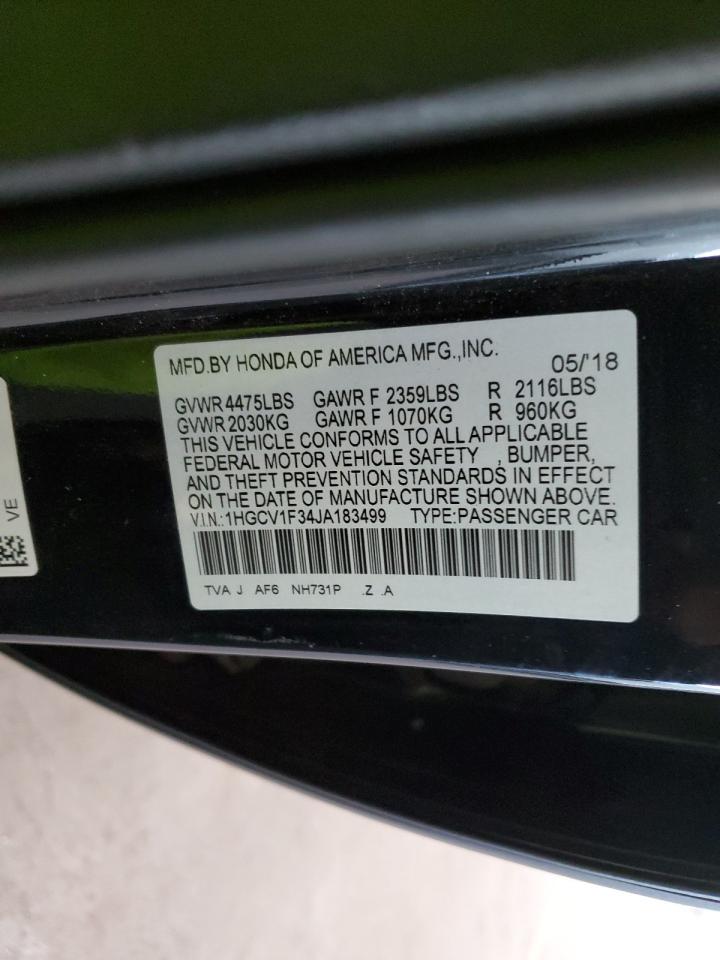 MFD.BY HONDA OF AMERICA MFG.,INC. 05/'18
GVWR 4475LBS GAWR F 2359LBS R 2116LBS
GVWR 2030KG GAWR F 1070KG R 960KG
THIS VEHICLE CONFORMS TO ALL APPLICABLE
FEDERAL MOTOR VEHICLE SAFETY , BUMPER,
AND THEFT PREVENTION STANDARDS IN EFFECT
ON THE DATE OF MANUFACTURE SHOWN ABOVE.
V.I.N.:1HGCV1F34JA183499 TYPE:PASSENGER CAR
TVA J AF6 NH731P .Z .A
VE